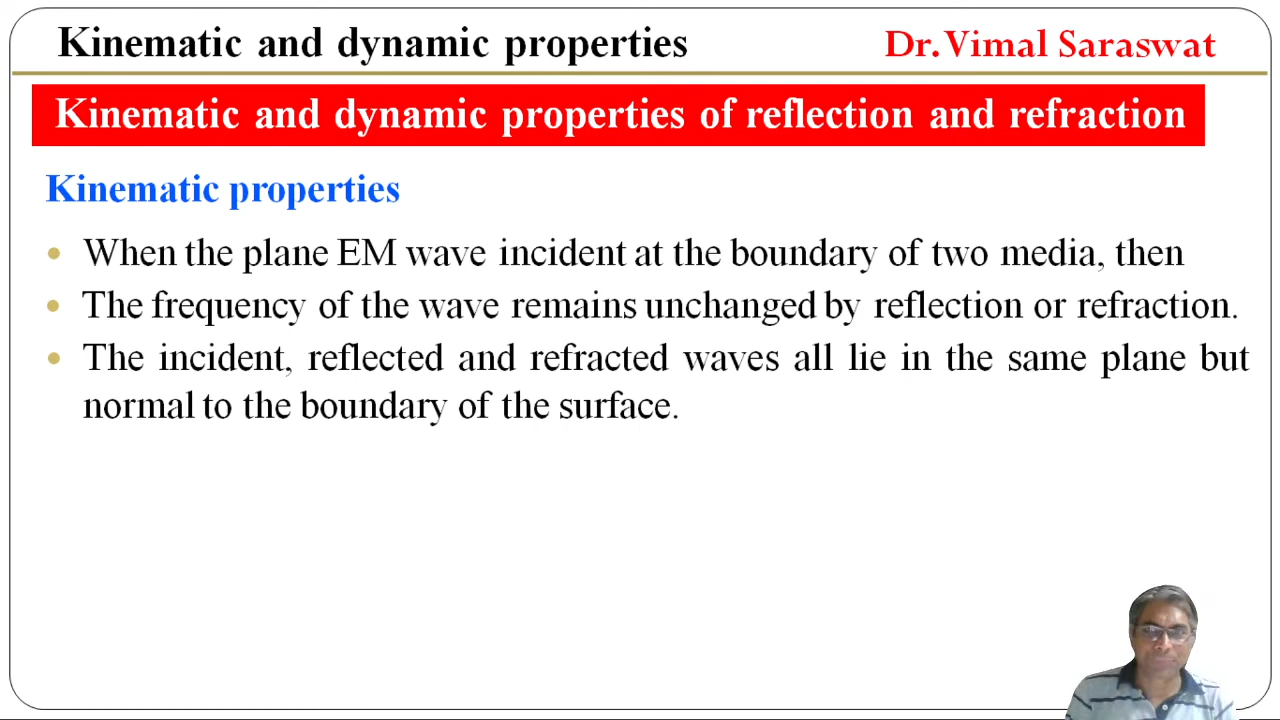 Kinematic and dynamic properties
Dr. Vimal Saraswat
Kinematic and dynamic properties of reflection and refraction
Kinematic properties
• When the plane EM wave incident at the boundary of two media, then
• The frequency of the wave remains unchanged by reflection or refraction.
• The incident, reflected and refracted waves all lie in the same plane but
normal to the boundary of the surface.